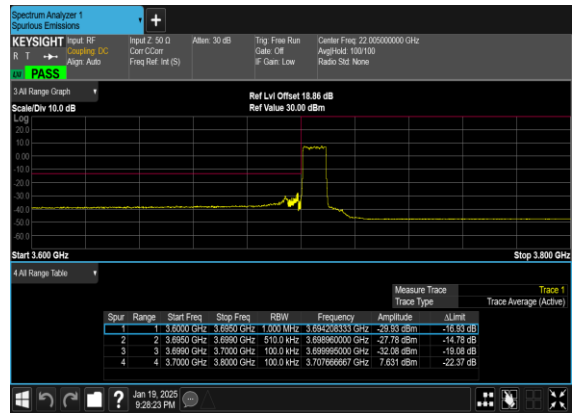 Spectrum Analyzer 1
Spurious Emissions
KEYSIGHT Input: RF Input Z: 50 Ω Atten: 30 dB Trig: Free Run Center Freq: 22.005000000 GHz
R T Coupling: DC Corr CCorr Gate: Off Avg|Hold: 100/100
Align: Auto Freq Ref: Int (S) IF Gain: Low Radio Std: None
LW PASS
3 All Range Graph
Ref Lvl Offset 18.86 dB
Scale/Div 10.0 dB Ref Value 30.00 dBm
Log
20.0
10.0
0.00
-10.0
-20.0
-30.0
-40.0
-50.0
-60.0
Start 3.600 GHz Stop 3.800 GHz
4 All Range Table
Measure Trace Trace 1
Trace Type Trace Average (Active)
Spur Range Start Freq Stop Freq RBW Frequency Amplitude ΔLimit
1 1 3.6000 GHz 3.6950 GHz 1.000 MHz 3.694208333 GHz -29.93 dBm -16.93 dB
2 2 3.6950 GHz 3.6990 GHz 510.0 kHz 3.698960000 GHz -27.78 dBm -14.78 dB
3 3 3.6990 GHz 3.7000 GHz 100.0 kHz 3.699995000 GHz -32.08 dBm -19.08 dB
4 4 3.7000 GHz 3.8000 GHz 100.0 kHz 3.707666667 GHz 7.631 dBm -22.37 dB
Jan 19, 2025
9:28:23 PM